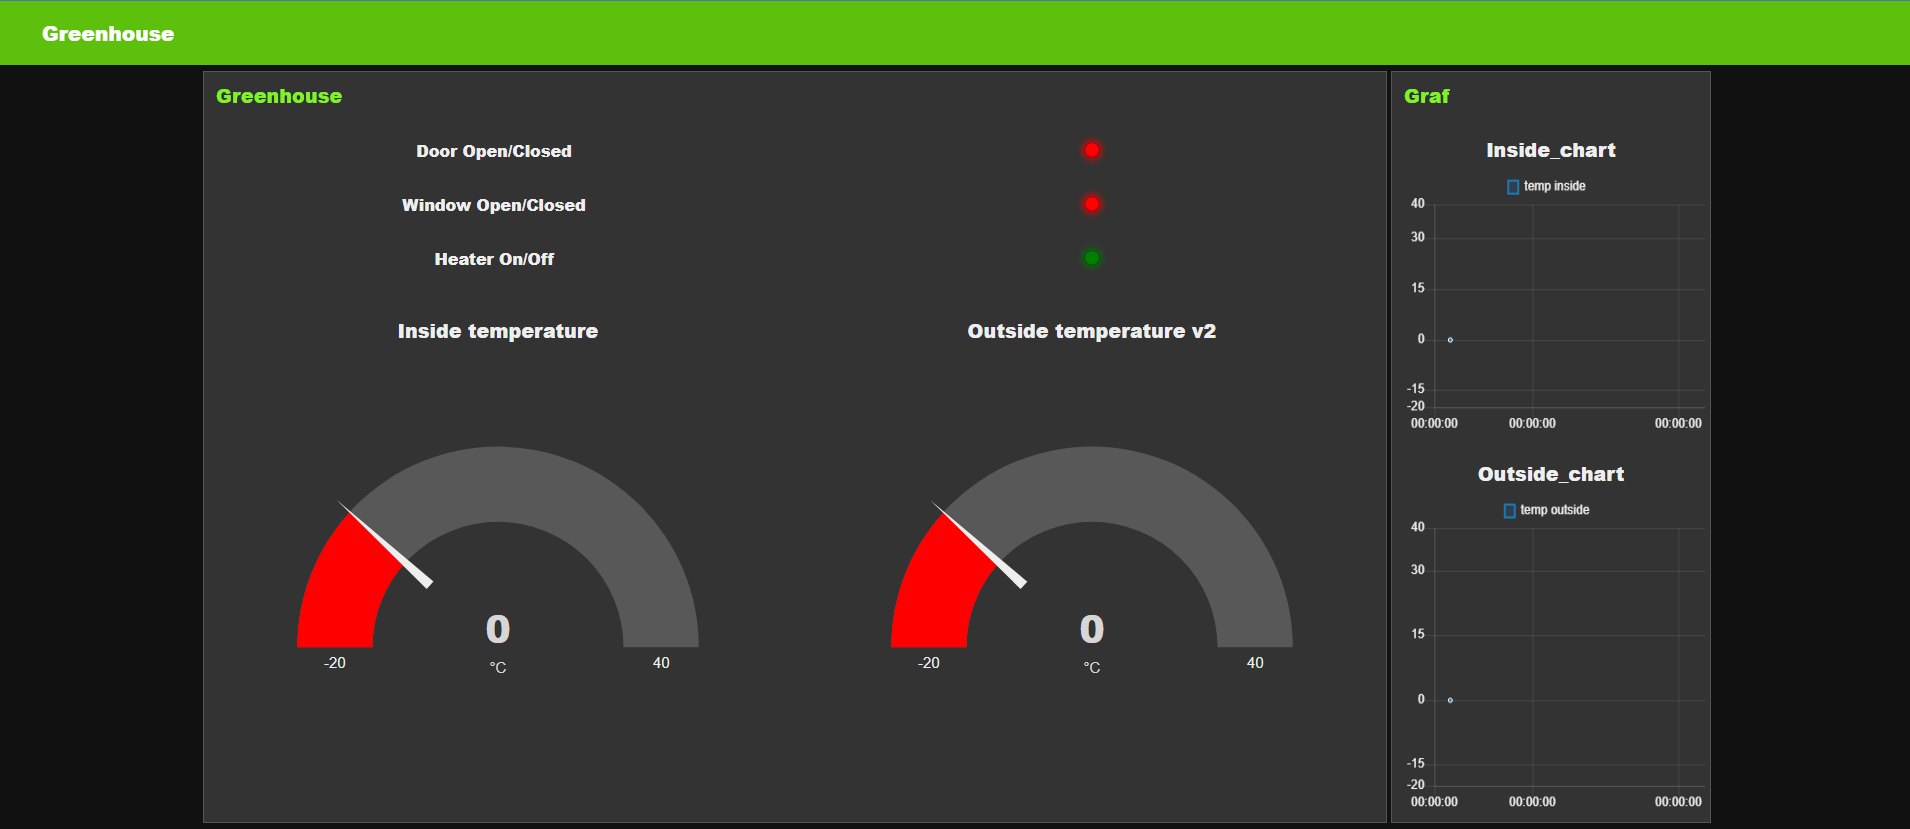 Greenhouse
Greenhouse
Door Open/Closed
Window Open/Closed
Heater On/Off
Inside temperature
0
-20
°C
40
Outside temperature v2
0
-20
°C
40
Graf
Inside_chart
temp inside
40
30
15
0
-15
-20
00:00:00 00:00:00 00:00:00
Outside_chart
temp outside
40
30
15
0
-15
-20
00:00:00 00:00:00 00:00:00